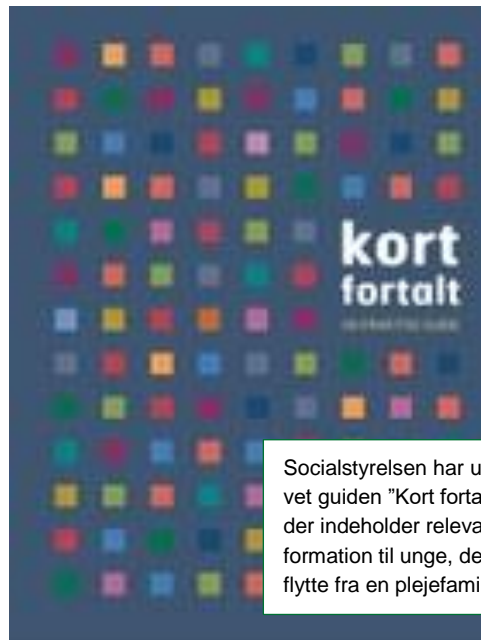 kort
fortalt
Socialstyrelsen har u
vet guiden ”Kort forta
der indeholder releva
formation til unge, de
flytte fra en plejefami